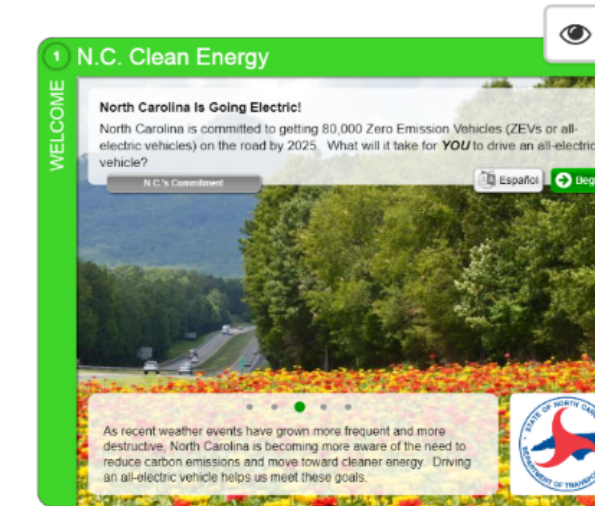 1 N.C. Clean Energy
WELCOME
North Carolina Is Going Electric!
North Carolina is committed to getting 80,000 Zero Emission Vehicles (ZEVs or all-
electric vehicles) on the road by 2025. What will it take for YOU to drive an all-electric
vehicle?
N.C.'s Commitment
Español
Beg
As recent weather events have grown more frequent and more
destructive, North Carolina is becoming more aware of the need to
reduce carbon emissions and move toward cleaner energy. Driving
an all-electric vehicle helps us meet these goals.
STATE OF NORTH CAR
DEPARTMENT OF TRANSPO